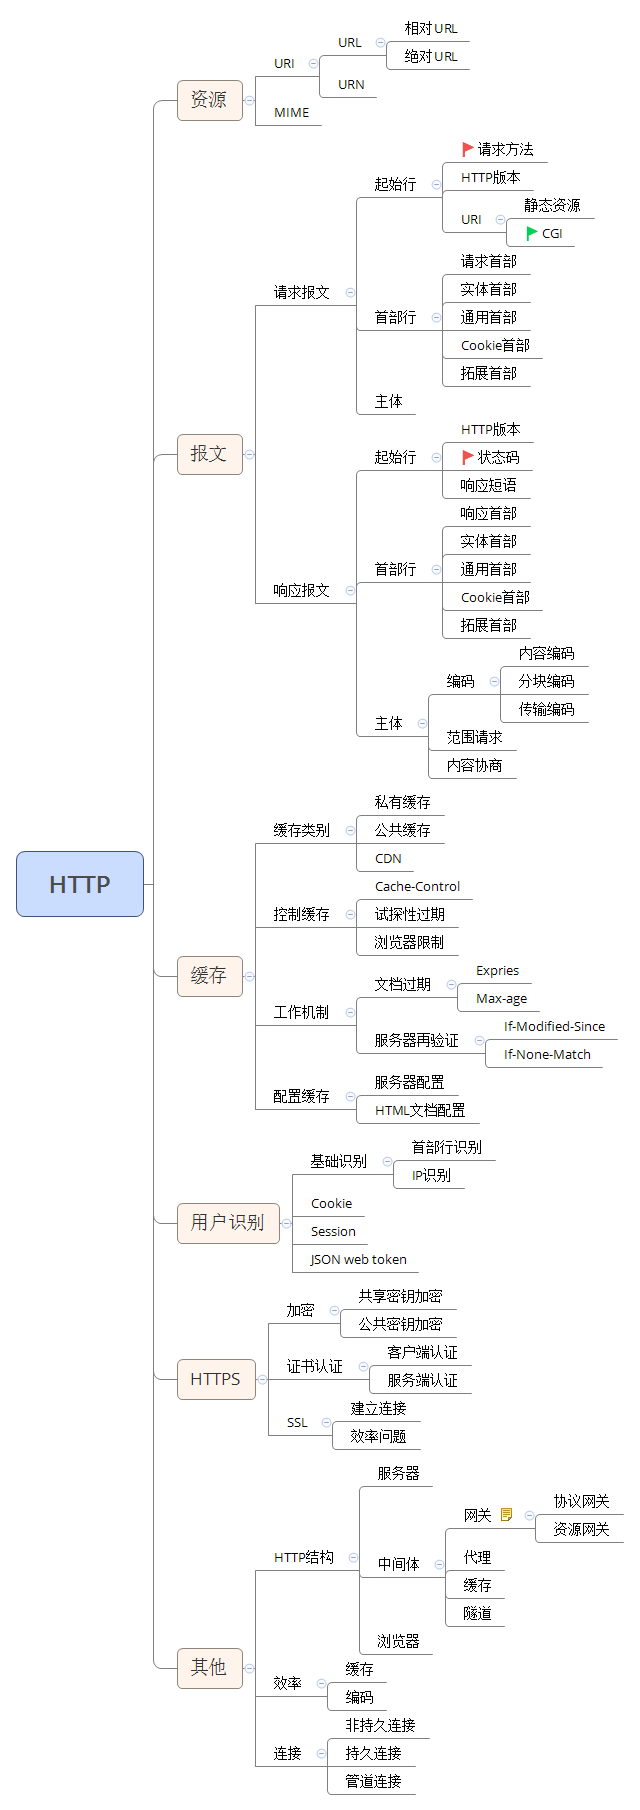 HTTP
资源
URI
URL
相对URL
绝对URL
URN
MIME
报文
请求报文
起始行
请求方法
HTTP版本
URI
静态资源
CGI
首部行
请求首部
实体首部
通用首部
Cookie首部
拓展首部
主体
响应报文
起始行
HTTP版本
状态码
响应短语
首部行
响应首部
实体首部
通用首部
Cookie首部
拓展首部
主体
编码
内容编码
分块编码
传输编码
范围请求
内容协商
缓存
缓存类别
私有缓存
公共缓存
CDN
控制缓存
Cache-Control
试探性过期
浏览器限制
工作机制
文档过期
Expries
Max-age
服务器再验证
If-Modified-Since
If-None-Match
配置缓存
服务器配置
HTML文档配置
用户识别
基础识别
首部行识别
IP识别
Cookie
Session
JSON web token
HTTPS
加密
共享密钥加密
公共密钥加密
证书认证
客户端认证
服务端认证
SSL
建立连接
效率问题
其他
HTTP结构
服务器
中间体
网关
协议网关
资源网关
代理
缓存
隧道
浏览器
效率
缓存
编码
连接
非持久连接
持久连接
管道连接